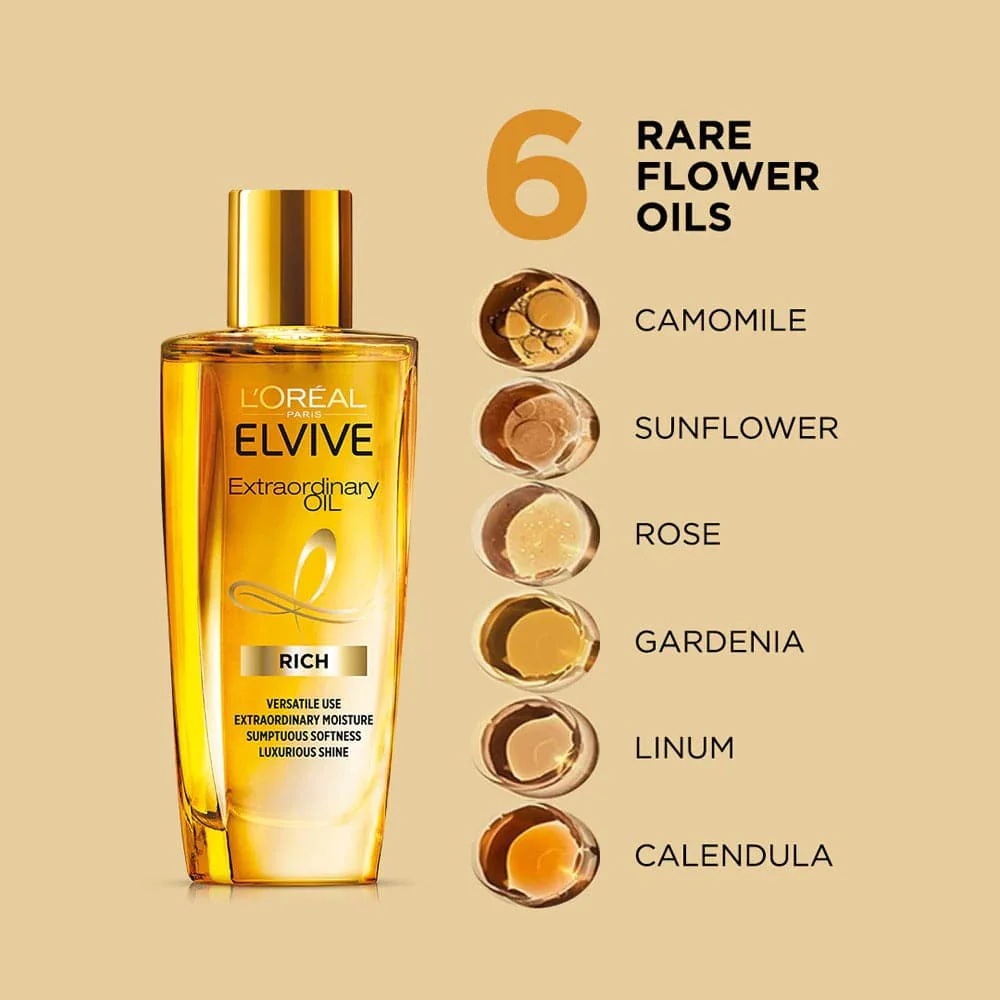 6
RARE
FLOWER
OILS
CAMOMILE
SUNFLOWER
ROSE
GARDENIA
LINUM
CALENDULA
L'ORÉAL
PARIS
ELVIVE
Extraordinary
OIL
RICH
VERSATILE USE
EXTRAORDINARY MOISTURE
SUMPTUOUS SOFTNESS
LUXURIOUS SHINE